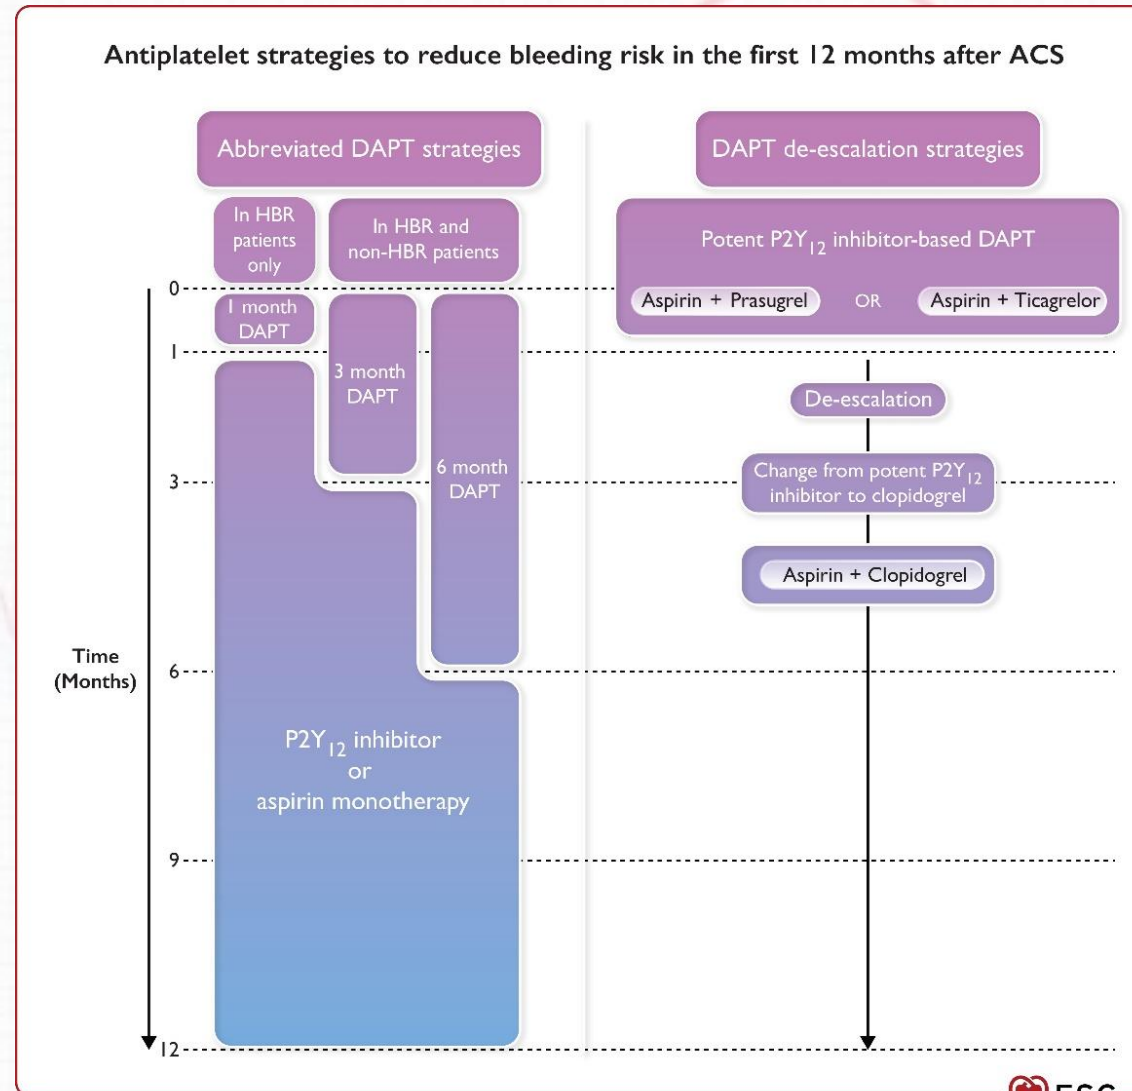 Antiplatelet strategies to reduce bleeding risk in the first 12 months after ACS
Abbreviated DAPT strategies
In HBR
patients
only
In HBR and
non-HBR patients
1 month
DAPT
3 month
DAPT
6 month
DAPT
P2Y12 inhibitor
or
aspirin monotherapy
Time
(Months)
0
1
3
6
9
12
DAPT de-escalation strategies
Potent P2Y12 inhibitor-based DAPT
Aspirin + Prasugrel OR Aspirin + Ticagrelor
De-escalation
Change from potent P2Y12
inhibitor to clopidogrel
Aspirin + Clopidogrel
ESC